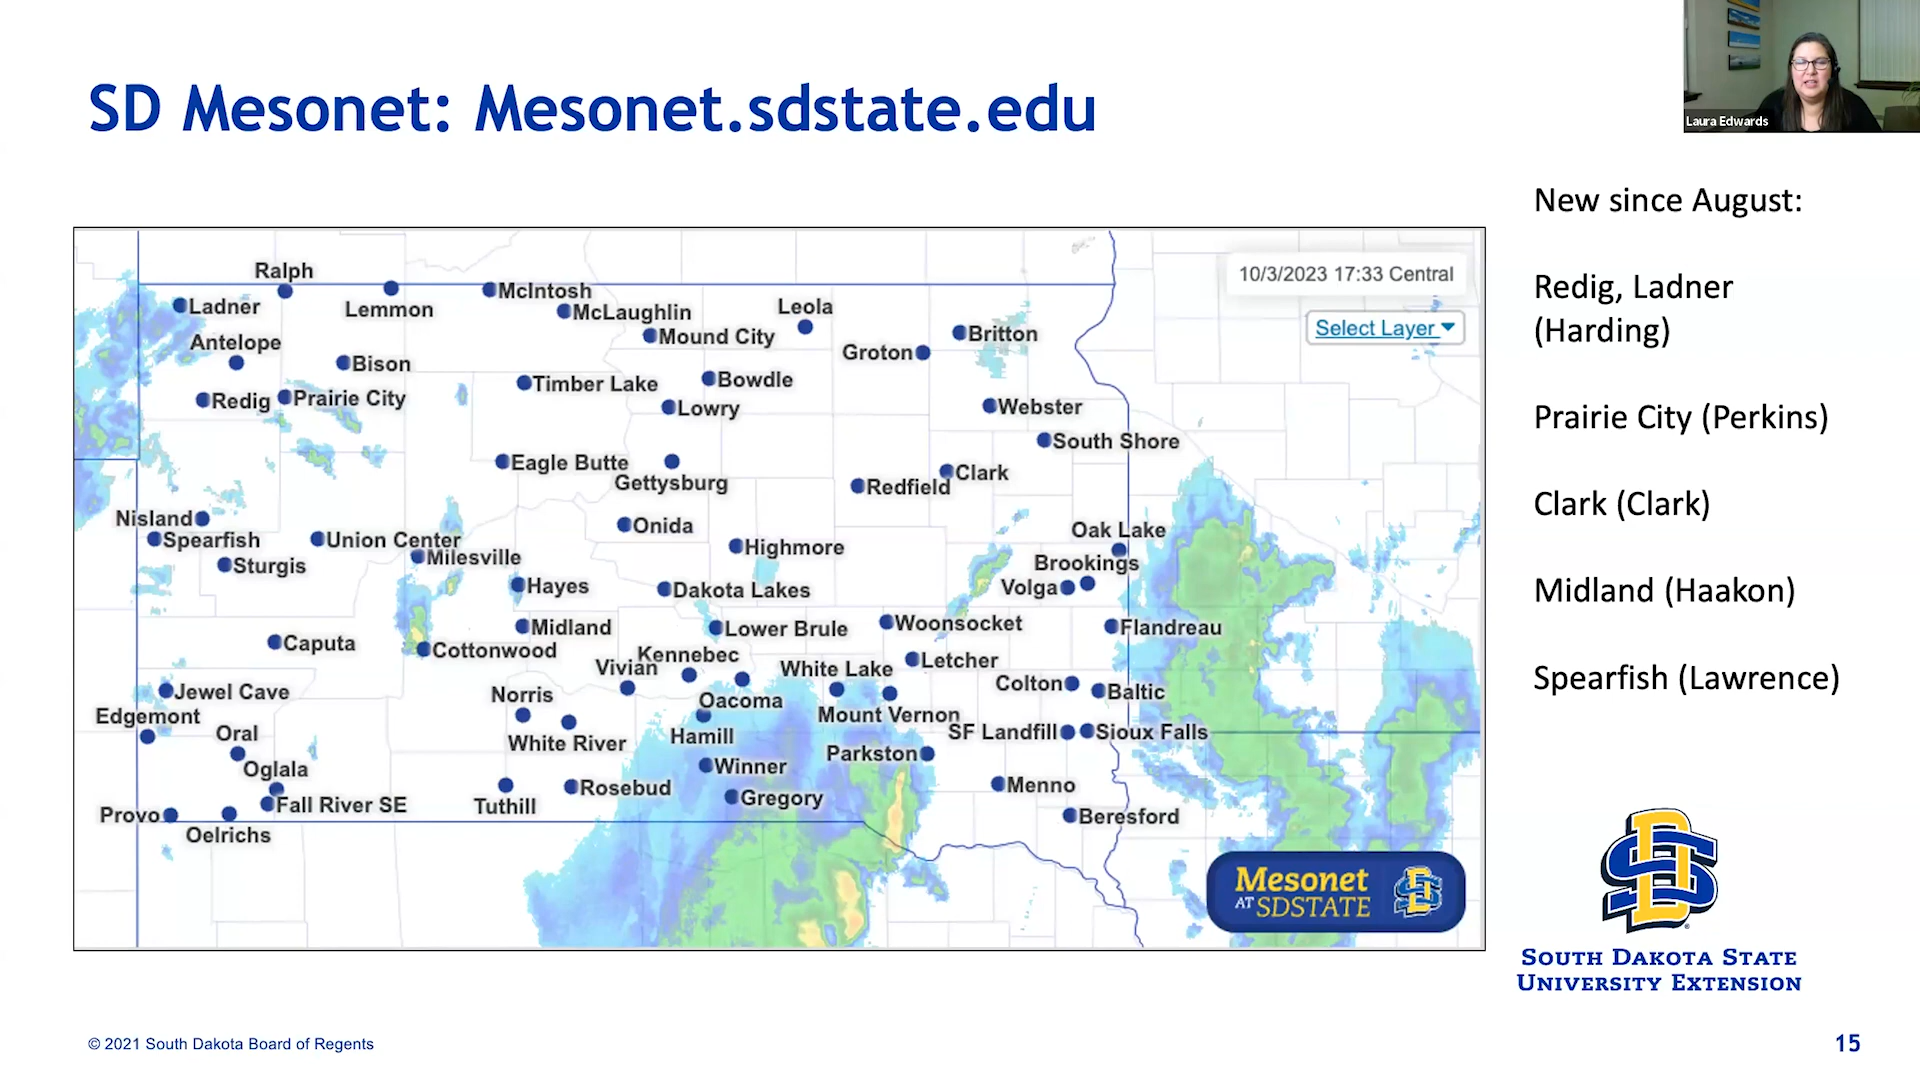 SD Mesonet: Mesonet.sdstate.edu
Laura Edwards
New since August:
Redig, Ladner
(Harding)
Prairie City (Perkins)
Clark (Clark)
Midland (Haakon)
Spearfish (Lawrence)
10/3/2023 17:33 Central
Select Layer
Ralph
Ladner
Lemmon
McIntosh
McLaughlin
Leola
Antelope
Mound City
Britton
Groton
Bison
Timber Lake
Bowdle
Redig
Prairie City
Lowry
Webster
South Shore
Eagle Butte
Gettysburg
Clark
Redfield
Nisland
Onida
Oak Lake
Spearfish
Union Center
Highmore
Milesville
Brookings
Sturgis
Hayes
Dakota Lakes
Volga
Midland
Lower Brule
Woonsocket
Flandreau
Caputa
Cottonwood
Kennebec
Vivian
White Lake
Letcher
Jewel Cave
Norris
Oacoma
Colton
Baltic
Edgemont
Mount Vernon
Oral
White River
Hamill
SF Landfill
Sioux Falls
Parkston
Oglala
Winner
Rosebud
Menno
Fall River SE
Tuthill
Gregory
Provo
Beresford
Oelrichs
Mesonet
AT SDSTATE
SOUTH DAKOTA STATE
UNIVERSITY EXTENSION
© 2021 South Dakota Board of Regents
15